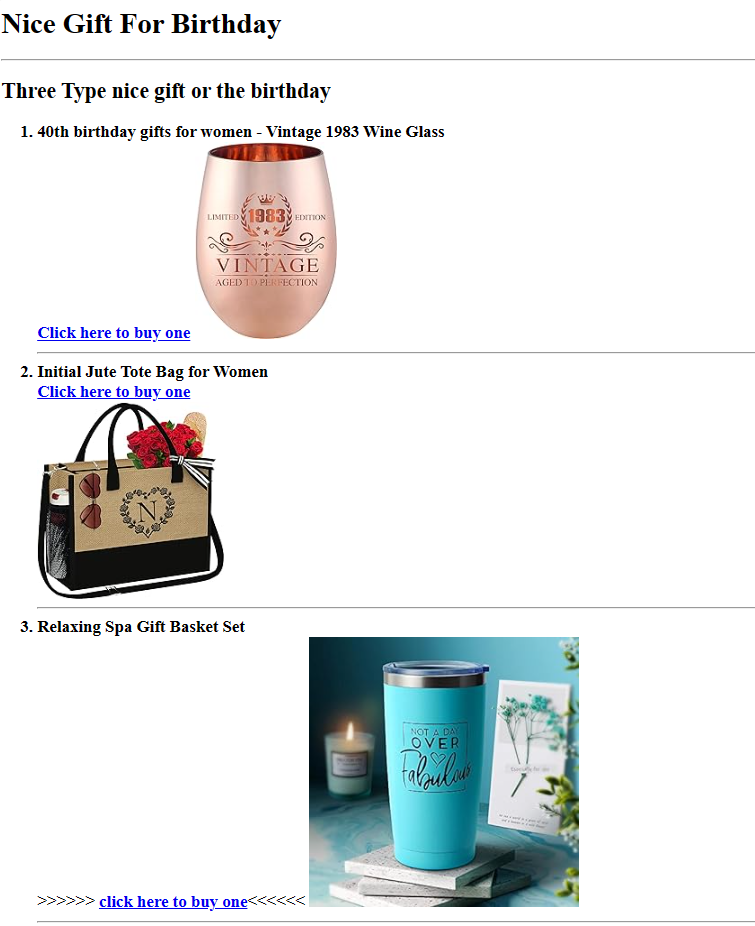 Nice Gift For Birthday
Three Type nice gift or the birthday
1. 40th birthday gifts for women - Vintage 1983 Wine Glass
LIMITED 1983 EDITION
VINTAGE
AGED TO PERFECTION
Click here to buy one
2. Initial Jute Tote Bag for Women
Click here to buy one
N
3. Relaxing Spa Gift Basket Set
NOT A DAY
OVER
Fabulous
>>>>>> click here to buy one<<<<<<